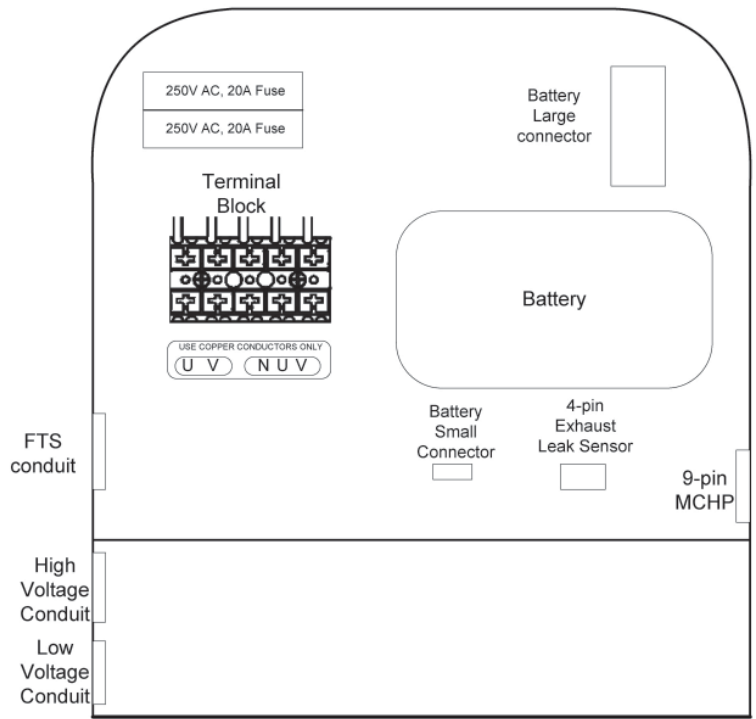 250V AC, 20A Fuse
250V AC, 20A Fuse
Battery
Large
connector
Terminal
Block
USE COPPER CONDUCTORS ONLY
U V N U V
Battery
Battery
Small
Connector
4-pin
Exhaust
Leak Sensor
FTS
conduit
9-pin
MCHP
High
Voltage
Conduit
Low
Voltage
Conduit